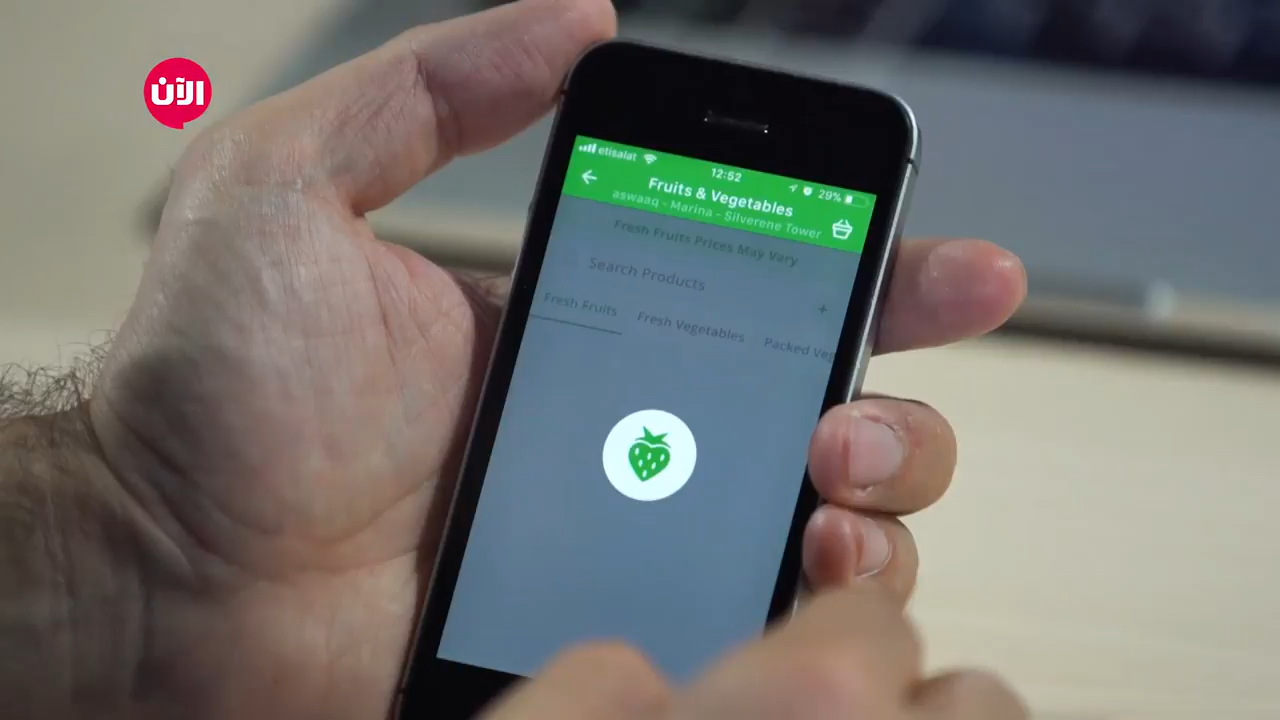 الآن
etisalat
12:52
29%
Fruits & Vegetables
aswaaq - Marina - Silverene Tower
Fresh Fruits Prices May Vary
Search Products
+
Fresh Fruits
Fresh Vegetables
Packed Veg